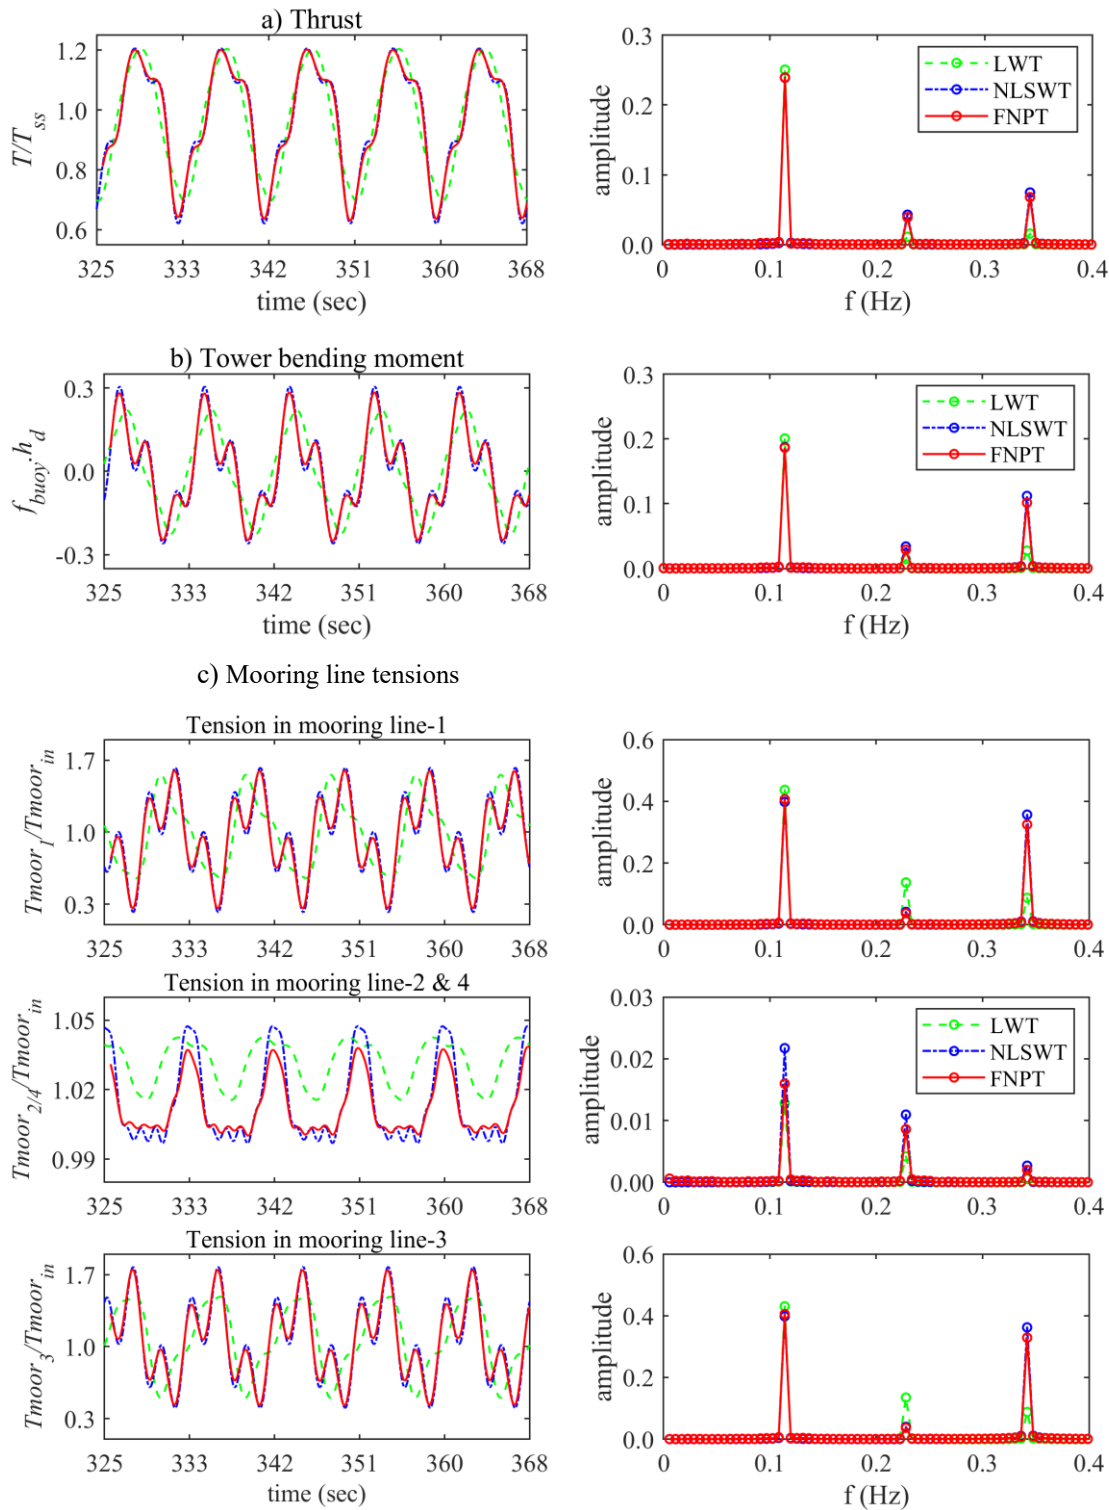 a) Thrust
T/T_ss
1.2
1.0
0.8
0.6
325 333 342 351 360 368
time (sec)
amplitude
0.3
0.2
0.1
0.0
0 0.1 0.2 0.3 0.4
f (Hz)
LWT
NLSWT
FNPT
b) Tower bending moment
f_buoy.h_d
0.3
0.0
-0.3
325 333 342 351 360 368
time (sec)
amplitude
0.3
0.2
0.1
0.0
0 0.1 0.2 0.3 0.4
f (Hz)
LWT
NLSWT
FNPT
c) Mooring line tensions
Tension in mooring line-1
Tmoor_1/Tmoor_in
1.7
1.0
0.3
325 333 342 351 360 368
amplitude
0.6
0.4
0.2
0.0
0 0.1 0.2 0.3 0.4
Tension in mooring line-2 & 4
Tmoor_2/4/Tmoor_in
1.05
1.02
0.99
325 333 342 351 360 368
amplitude
0.03
0.02
0.01
0.00
0 0.1 0.2 0.3 0.4
LWT
NLSWT
FNPT
Tension in mooring line-3
Tmoor_3/Tmoor_in
1.7
1.0
0.3
325 333 342 351 360 368
time (sec)
amplitude
0.6
0.4
0.2
0.0
0 0.1 0.2 0.3 0.4
f (Hz)